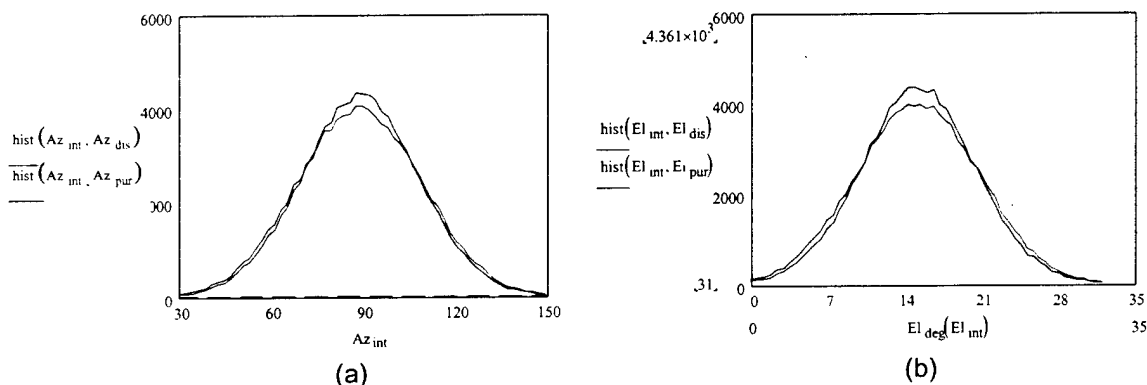 6000
4000
hist(Az int, Az dis)
hist(Az int, Az pur)
000
0
30 60 90 120 150
Az int
(a)
6000
4.361×10³
4000
hist(El int, El dis)
hist(El int, El pur)
2000
.31
0
0 7 14 21 28 35
0 35
El deg(El int)
(b)